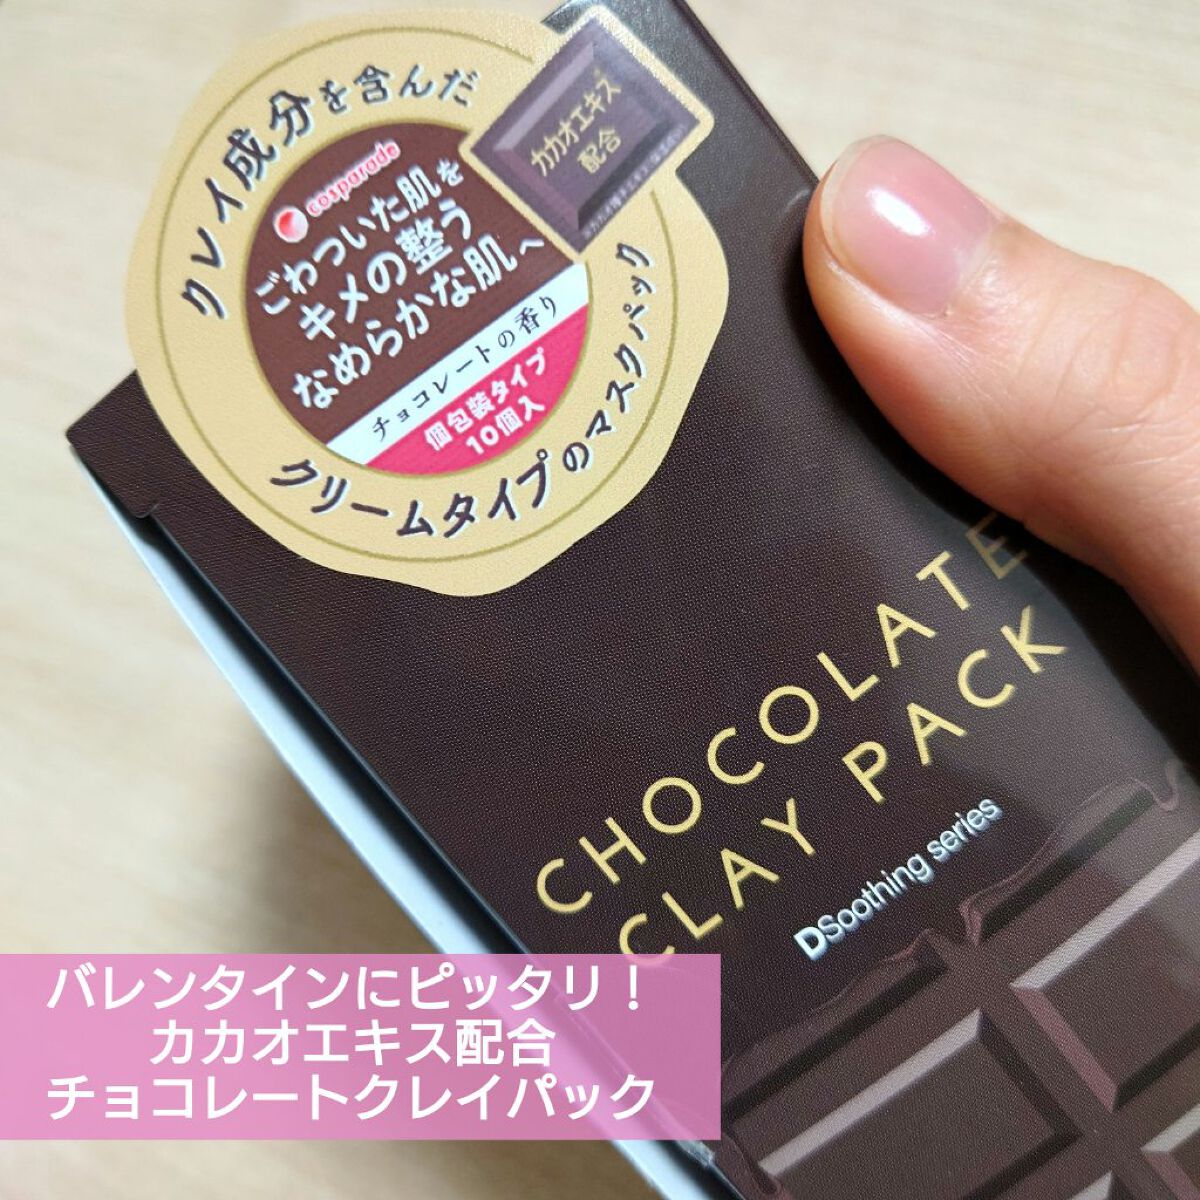 クレイ成分を含んだ
カカオエキス
配合
cosparade
ごわついた肌を
キメの整う
なめらかな肌へ
チョコレートの香り
個包装タイプ
10個入
クリームタイプのマスクパック
CHOCOLATE
CLAY PACK
DSoothing series
バレンタインにピッタリ！
カカオエキス配合
チョコレートクレイパック